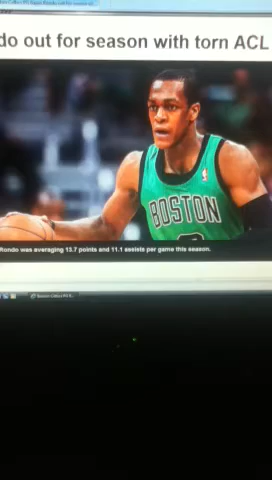 do out for season with torn ACL
BOSTON
Rondo was averaging 13.7 points and 11.1 assists per game this season.